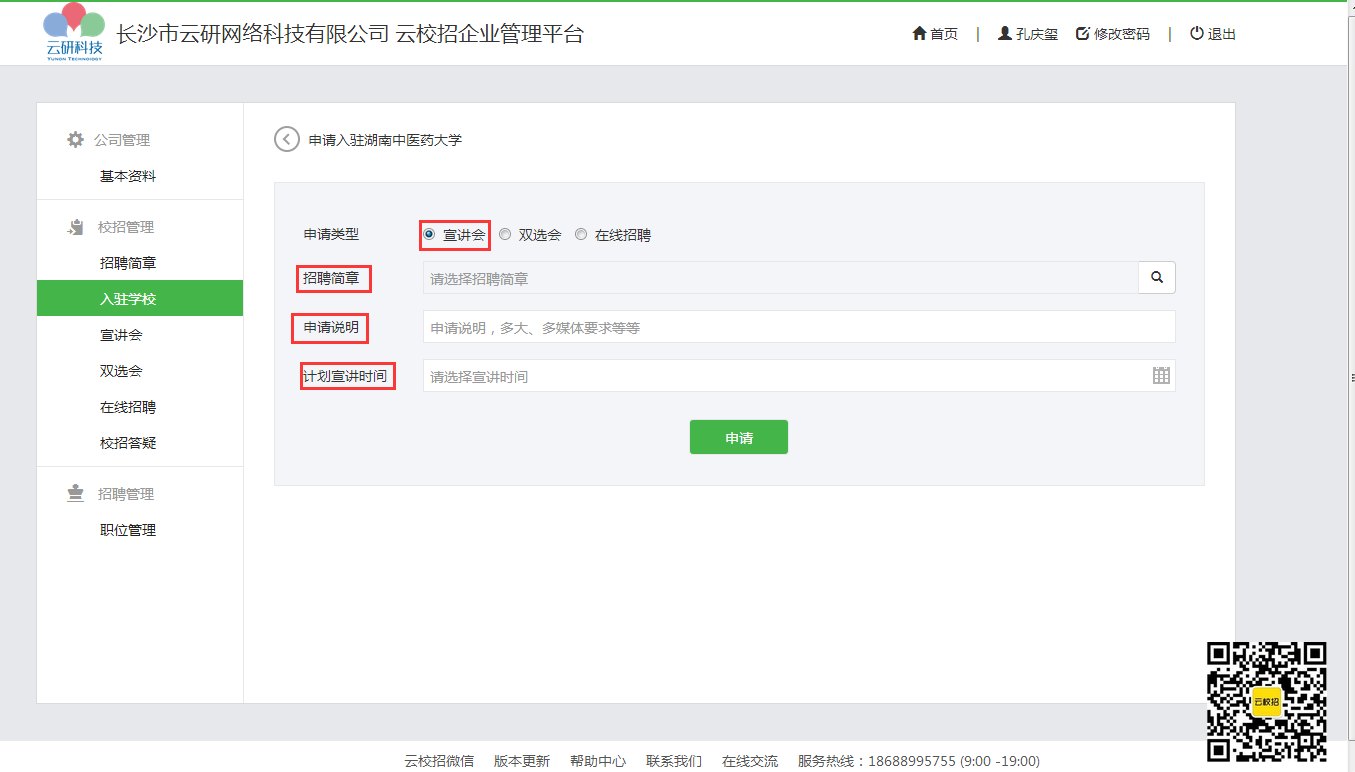 云研科技
YUNON TECHNOLOGY
长沙市云研网络科技有限公司 云校招企业管理平台
首页 | 孔庆玺 修改密码 | 退出
公司管理
基本资料
校招管理
招聘简章
入驻学校
宣讲会
双选会
在线招聘
校招答疑
招聘管理
职位管理
申请入驻湖南中医药大学
申请类型 宣讲会 双选会 在线招聘
招聘简章 请选择招聘简章
申请说明 申请说明，多大、多媒体要求等等
计划宣讲时间 请选择宣讲时间
申请
云校招
云校招微信 版本更新 帮助中心 联系我们 在线交流 服务热线：18688995755 (9:00 -19:00)